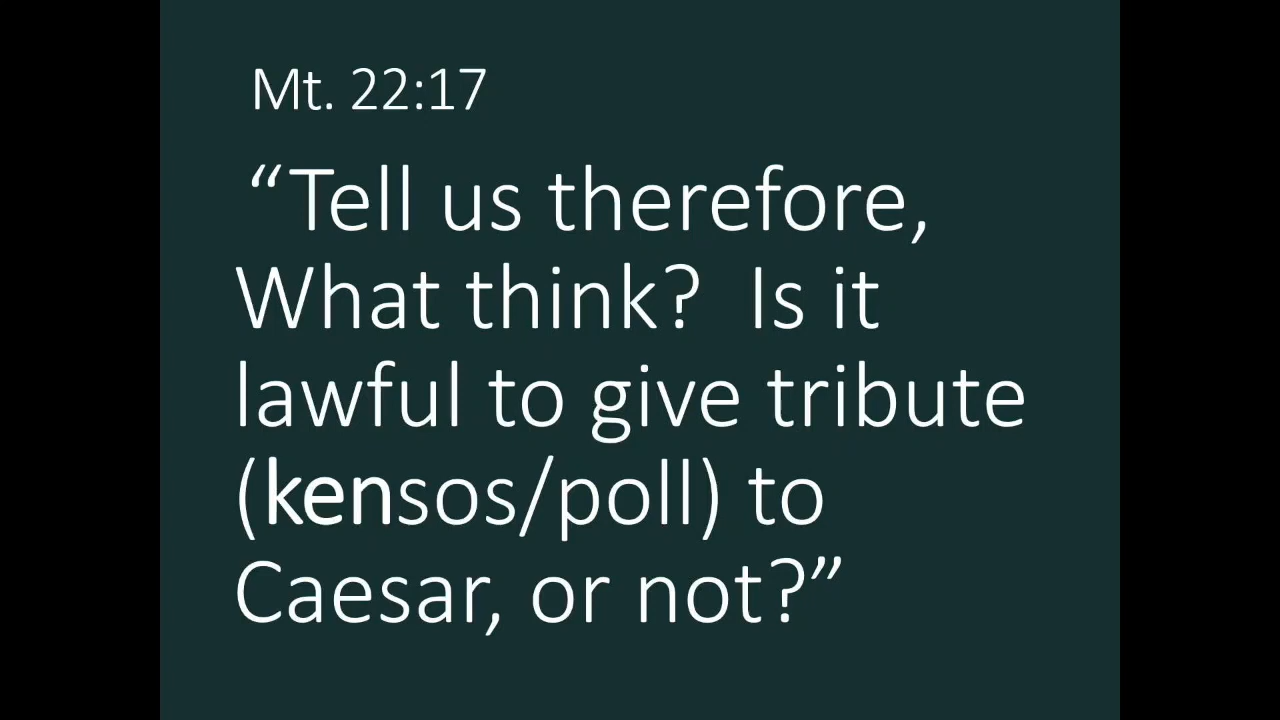 Mt. 22:17
“Tell us therefore,
What think?  Is it
lawful to give tribute
(kensos/poll) to
Caesar, or not?”